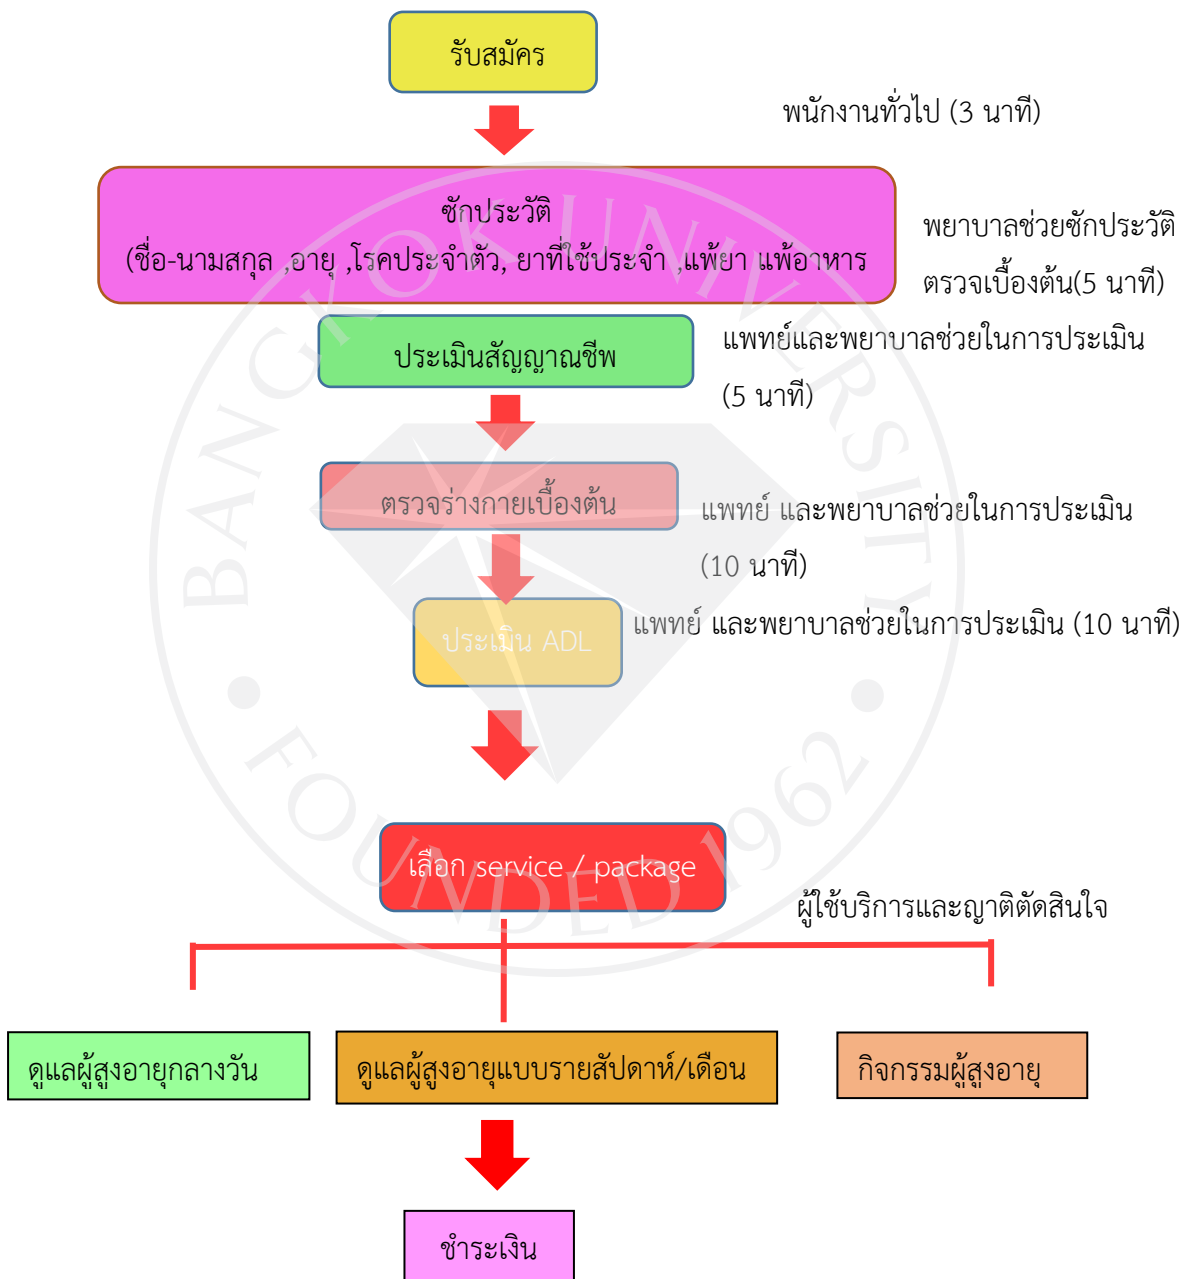 รับสมัคร
พนักงานทั่วไป (3 นาที)
ซักประวัติ
(ชื่อ-นามสกุล ,อายุ ,โรคประจำตัว, ยาที่ใช้ประจำ ,แพ้ยา แพ้อาหาร
พยาบาลช่วยซักประวัติ
ตรวจเบื้องต้น(5 นาที)
ประเมินสัญญาณชีพ
แพทย์และพยาบาลช่วยในการประเมิน
(5 นาที)
ตรวจร่างกายเบื้องต้น
แพทย์ และพยาบาลช่วยในการประเมิน
(10 นาที)
ประเมิน ADL
แพทย์ และพยาบาลช่วยในการประเมิน (10 นาที)
เลือก service / package
ผู้ใช้บริการและญาติตัดสินใจ
ดูแลผู้สูงอายุกลางวัน
ดูแลผู้สูงอายุแบบรายสัปดาห์/เดือน
กิจกรรมผู้สูงอายุ
ชำระเงิน
BANGKOK UNIVERSITY
FOUNDED 1962